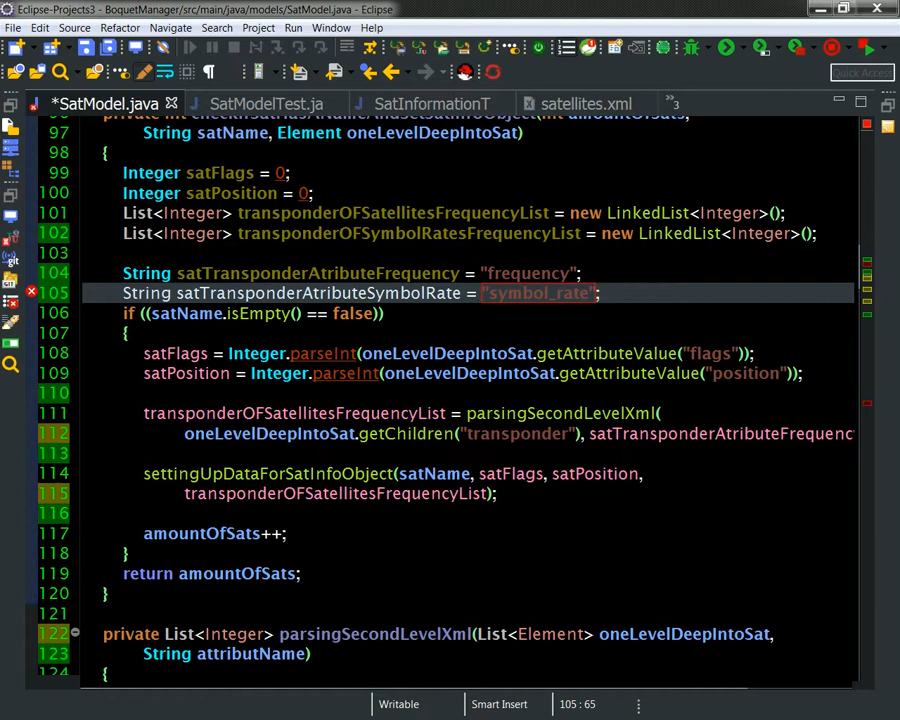 Eclipse-Projects3 - BoquetManager/src/main/java/models/SatModel.java - Eclipse
File Edit Source Refactor Navigate Search Project Run Window Help
Quick Access
*SatModel.java SatModelTest.ja SatInformationT satellites.xml »3
97 String satName, Element oneLevelDeepIntoSat)
98 {
99 Integer satFlags = 0;
100 Integer satPosition = 0;
101 List<Integer> transponderOFSatellitesFrequencyList = new LinkedList<Integer>();
102 List<Integer> transponderOFSymbolRatesFrequencyList = new LinkedList<Integer>();
103
104 String satTransponderAtributeFrequency = "frequency";
105 String satTransponderAtributeSymbolRate = "symbol_rate";
106 if ((satName.isEmpty() == false))
107 {
108 satFlags = Integer.parseInt(oneLevelDeepIntoSat.getAttributeValue("flags"));
109 satPosition = Integer.parseInt(oneLevelDeepIntoSat.getAttributeValue("position"));
110
111 transponderOFSatellitesFrequencyList = parsingSecondLevelXml(
112 oneLevelDeepIntoSat.getChildren("transponder"), satTransponderAtributeFrequenc
113
114 settingUpDataForSatInfoObject(satName, satFlags, satPosition,
115 transponderOFSatellitesFrequencyList);
116
117 amountOfSats++;
118 }
119 return amountOfSats;
120 }
121
122 private List<Integer> parsingSecondLevelXml(List<Element> oneLevelDeepIntoSat,
123 String attributName)
124 {
Writable Smart Insert 105 : 65